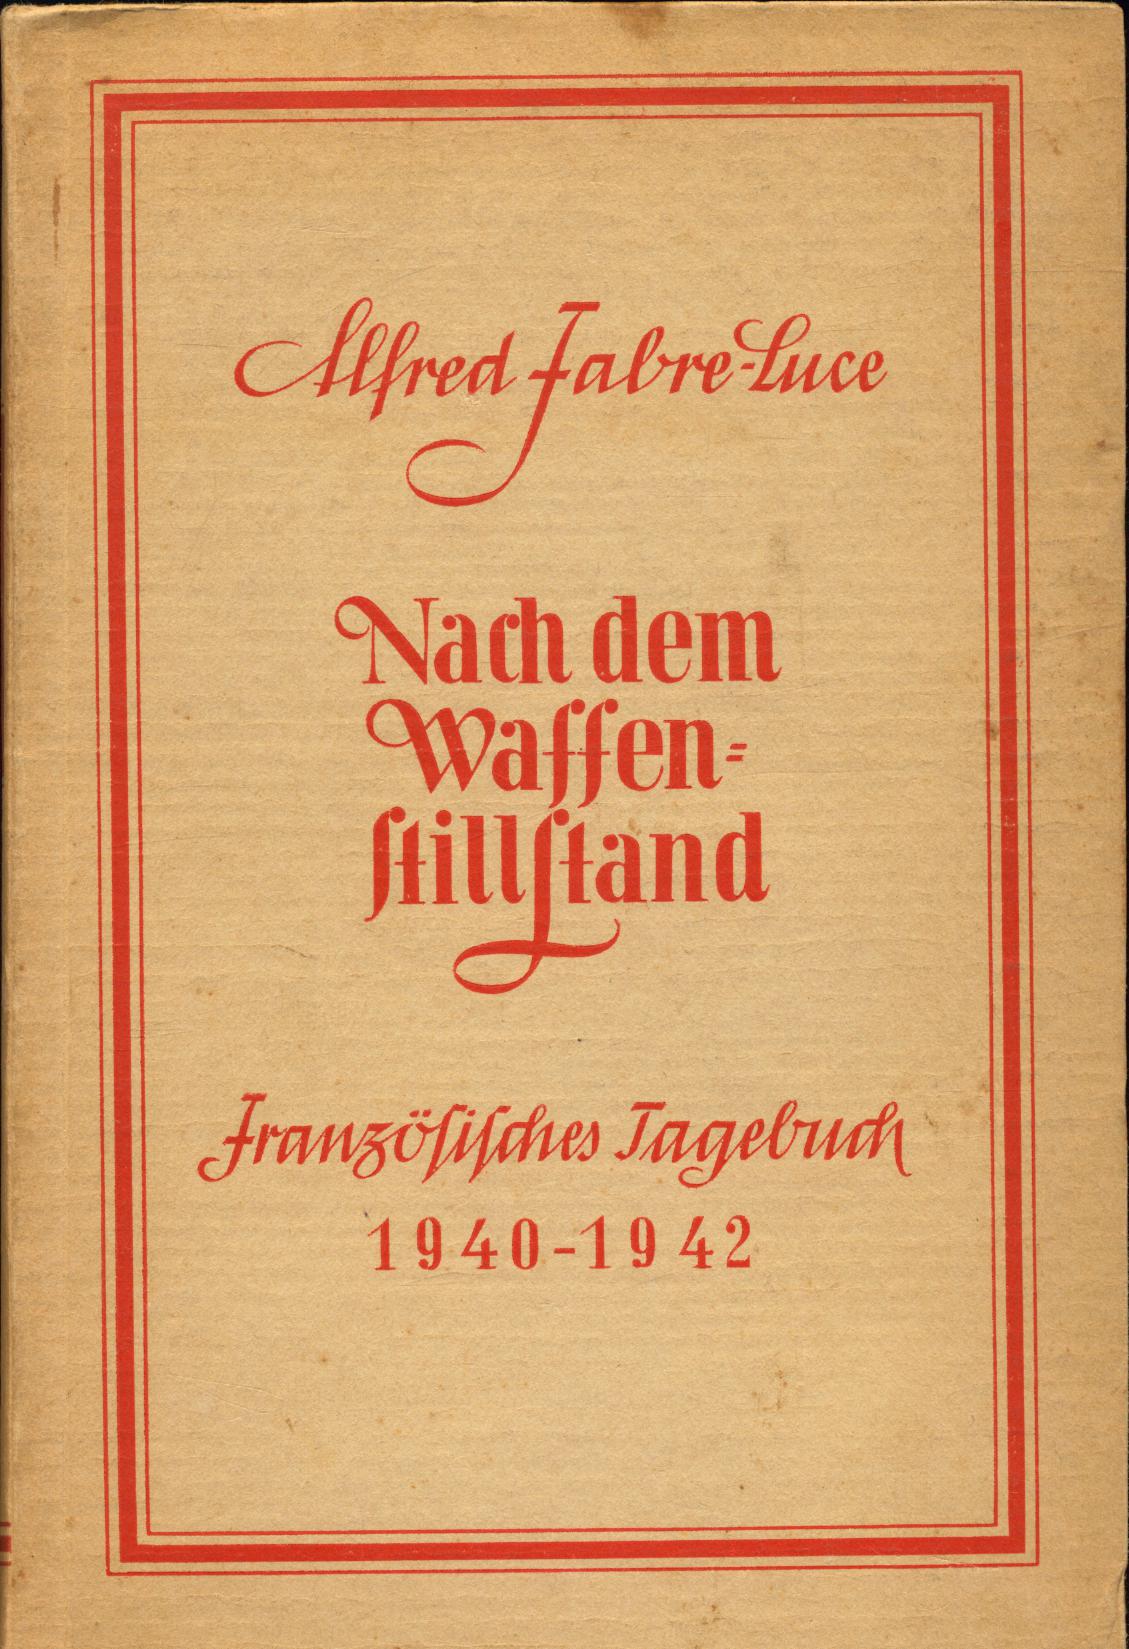 Alfred Fabre-Luce
Nach dem
Waffen-
stillstand
Französisches Tagebuch
1940-1942